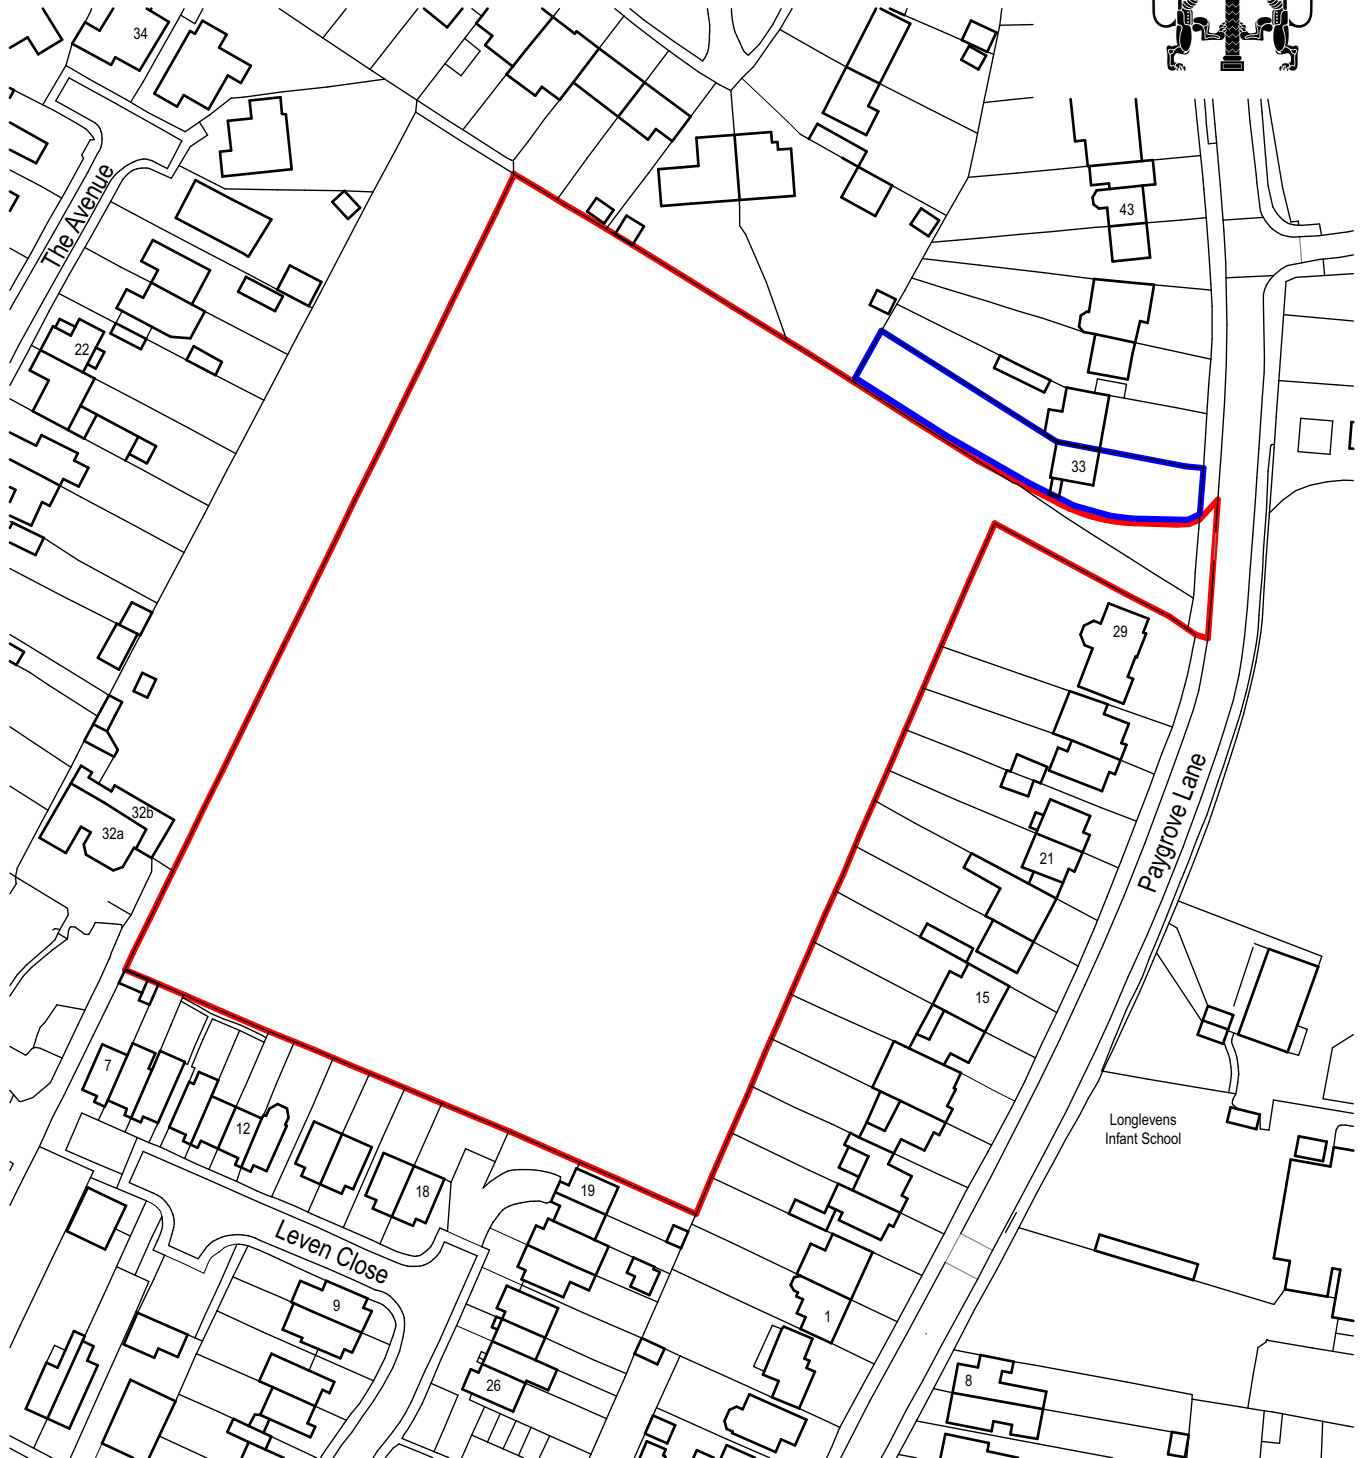 34
The Avenue
43
22
33
29
32b
32a
21
Paygrove Lane
15
7
12
Longlevens
Infant School
18
19
Leven Close
9
1
26
8